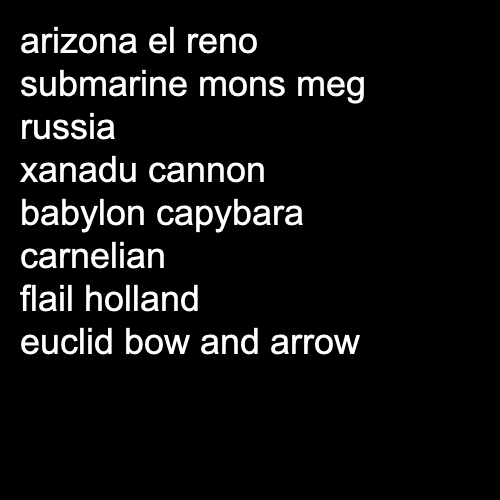 arizona el reno
submarine mons meg
russia
xanadu cannon
babylon capybara
carnelian
flail holland
euclid bow and arrow